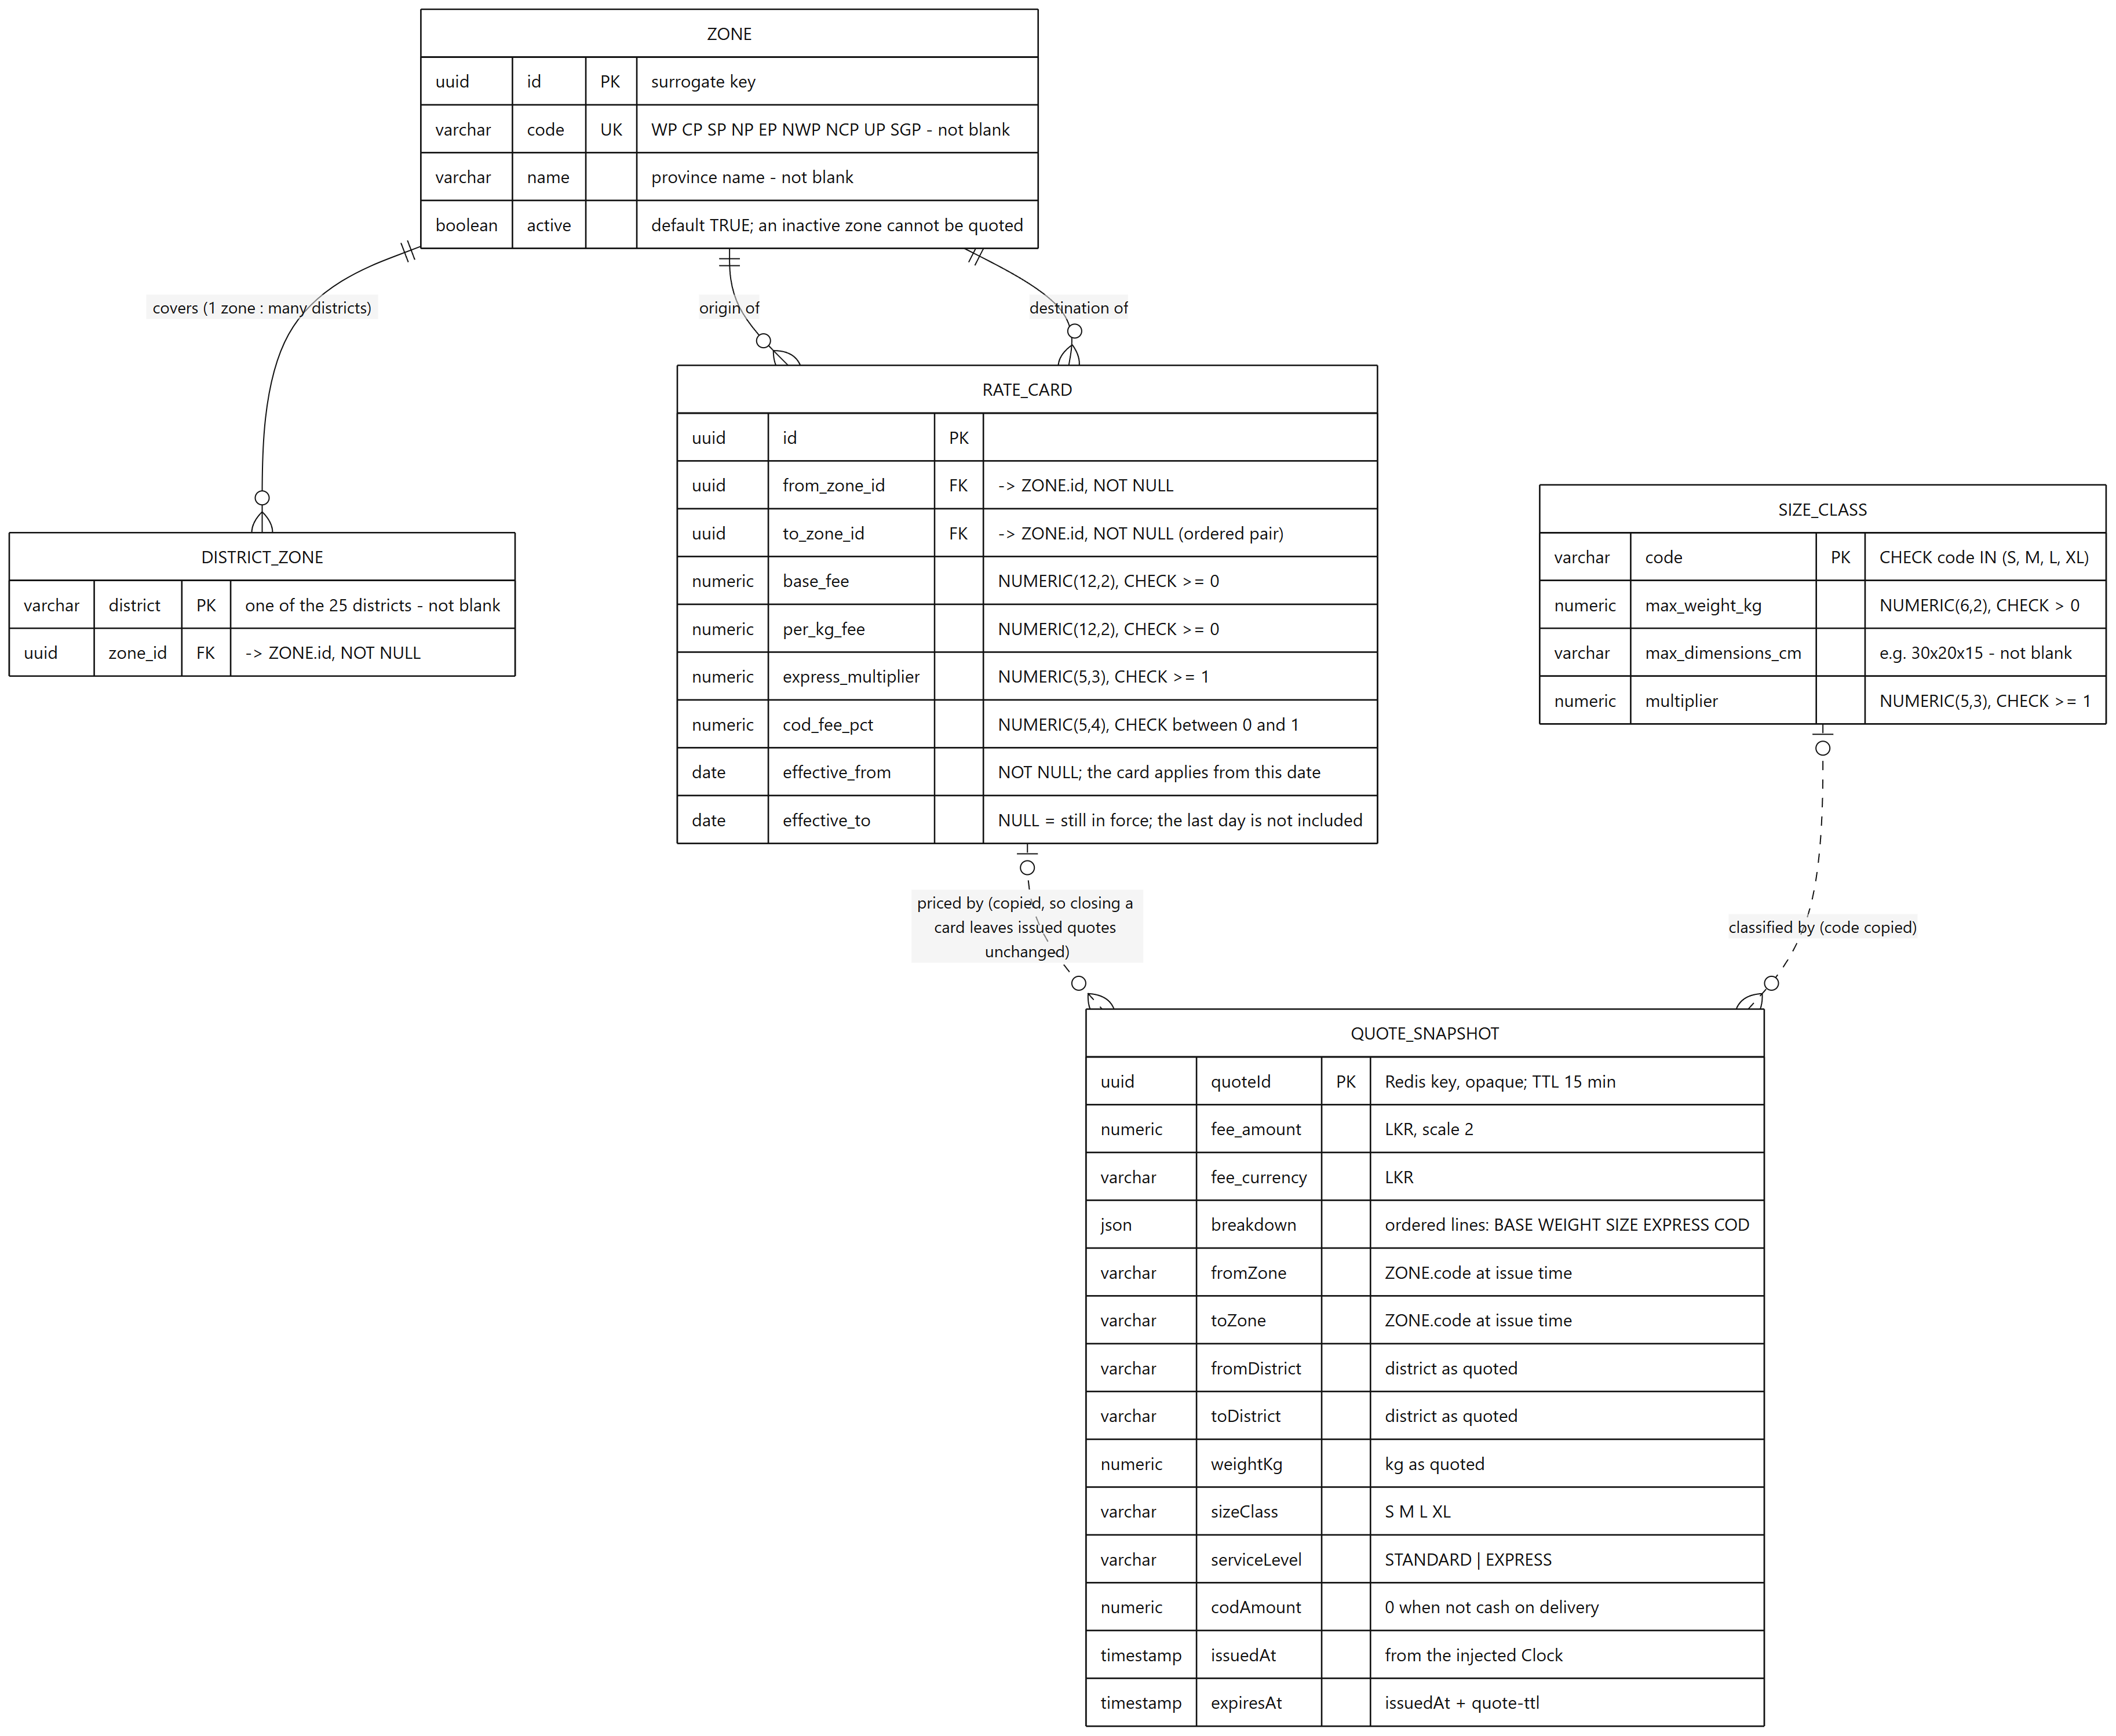 ZONE
uuid id PK surrogate key
varchar code UK WP CP SP NP EP NWP NCP UP SGP - not blank
varchar name province name - not blank
boolean active default TRUE; an inactive zone cannot be quoted
covers (1 zone : many districts)
origin of
destination of
DISTRICT_ZONE
varchar district PK one of the 25 districts - not blank
uuid zone_id FK -> ZONE.id, NOT NULL
RATE_CARD
uuid id PK
uuid from_zone_id FK -> ZONE.id, NOT NULL
uuid to_zone_id FK -> ZONE.id, NOT NULL (ordered pair)
numeric base_fee NUMERIC(12,2), CHECK >= 0
numeric per_kg_fee NUMERIC(12,2), CHECK >= 0
numeric express_multiplier NUMERIC(5,3), CHECK >= 1
numeric cod_fee_pct NUMERIC(5,4), CHECK between 0 and 1
date effective_from NOT NULL; the card applies from this date
date effective_to NULL = still in force; the last day is not included
SIZE_CLASS
varchar code PK CHECK code IN (S, M, L, XL)
numeric max_weight_kg NUMERIC(6,2), CHECK > 0
varchar max_dimensions_cm e.g. 30x20x15 - not blank
numeric multiplier NUMERIC(5,3), CHECK >= 1
priced by (copied, so closing a
card leaves issued quotes
unchanged)
classified by (code copied)
QUOTE_SNAPSHOT
uuid quoteId PK Redis key, opaque; TTL 15 min
numeric fee_amount LKR, scale 2
varchar fee_currency LKR
json breakdown ordered lines: BASE WEIGHT SIZE EXPRESS COD
varchar fromZone ZONE.code at issue time
varchar toZone ZONE.code at issue time
varchar fromDistrict district as quoted
varchar toDistrict district as quoted
numeric weightKg kg as quoted
varchar sizeClass S M L XL
varchar serviceLevel STANDARD | EXPRESS
numeric codAmount 0 when not cash on delivery
timestamp issuedAt from the injected Clock
timestamp expiresAt issuedAt + quote-ttl